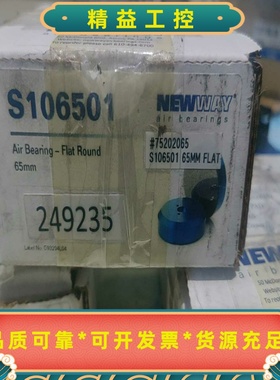 精益工控
S106501
NEWWAY
air bearings
Air Bearing – Flat Round
65mm
#75202065
S106501 65MM FLAT
249235
品质可靠*可开发票*货源充足